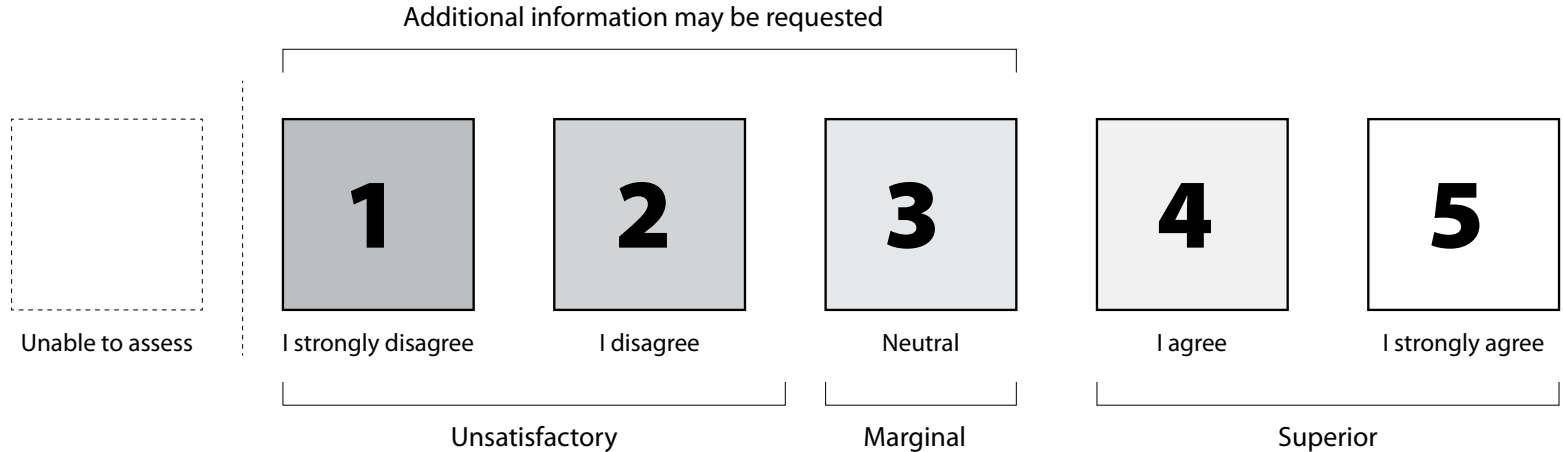 Additional information may be requested
1 2 3 4 5
Unable to assess I strongly disagree I disagree Neutral I agree I strongly agree
Unsatisfactory Marginal Superior